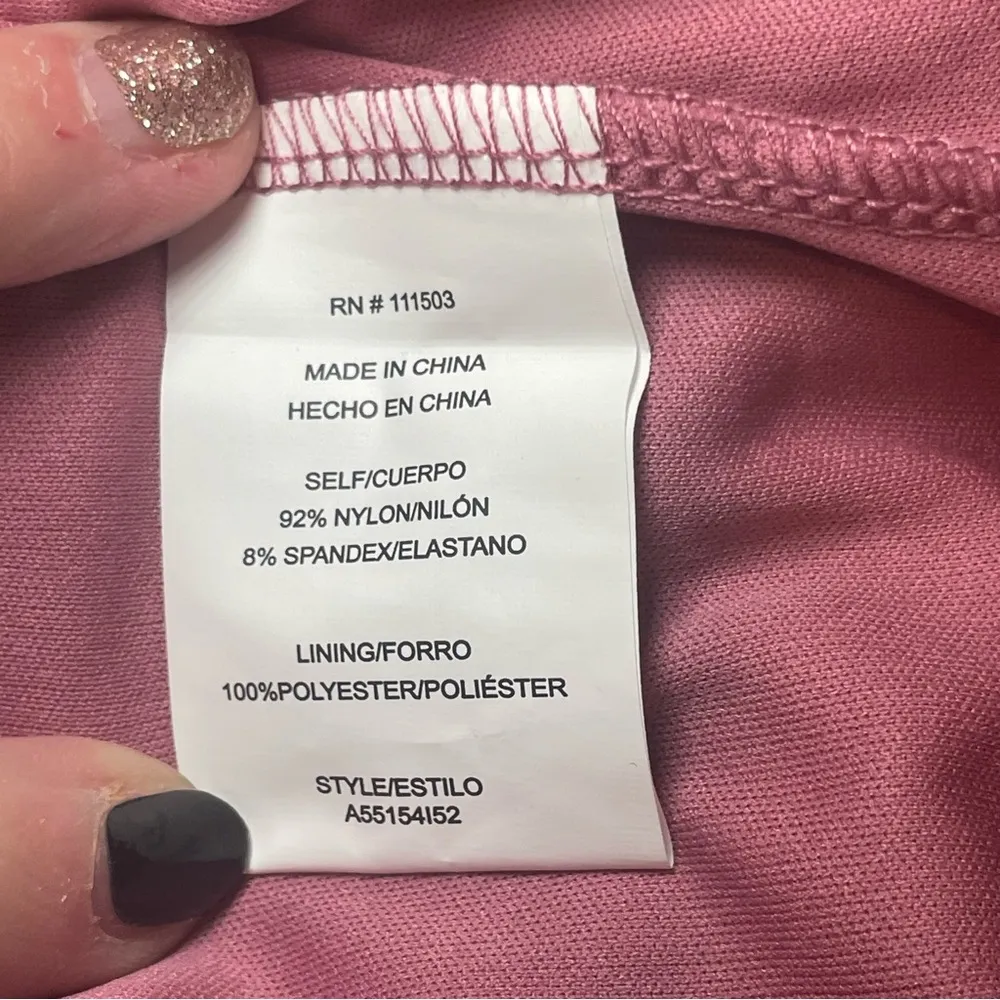 RN # 111503
MADE IN CHINA
HECHO EN CHINA
SELF/CUERPO
92% NYLON/NILÓN
8% SPANDEX/ELASTANO
LINING/FORRO
100%POLYESTER/POLIÉSTER
STYLE/ESTILO
A55154I52